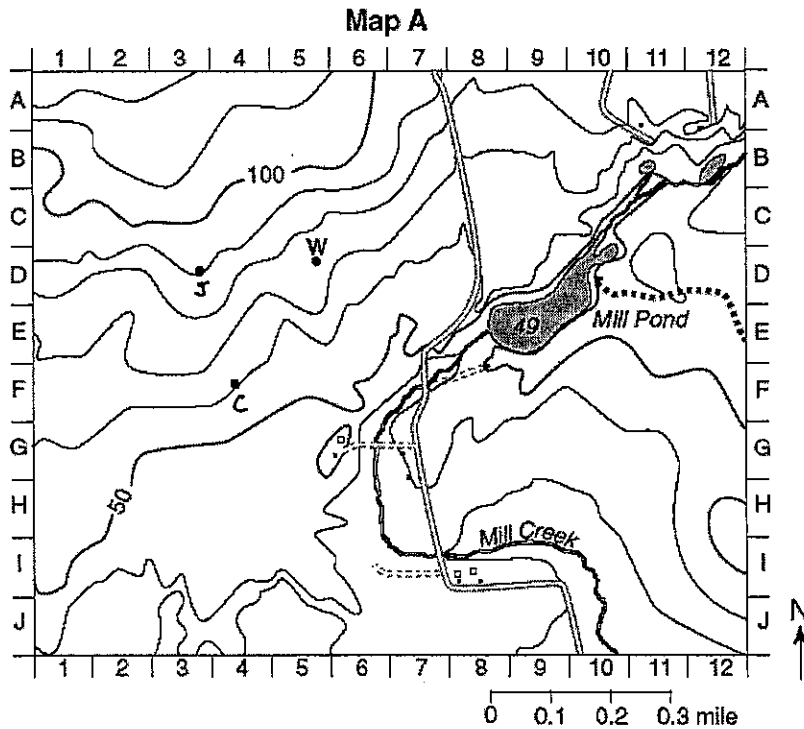 Map A
1 2 3 4 5 6 7 8 9 10 11 12
A A
B B
100
C C
W
D D
J
49
Mill Pond
E E
F F
C
G G
50
H H
Mill Creek
I I
J J
N
1 2 3 4 5 6 7 8 9 10 11 12
0 0.1 0.2 0.3 mile